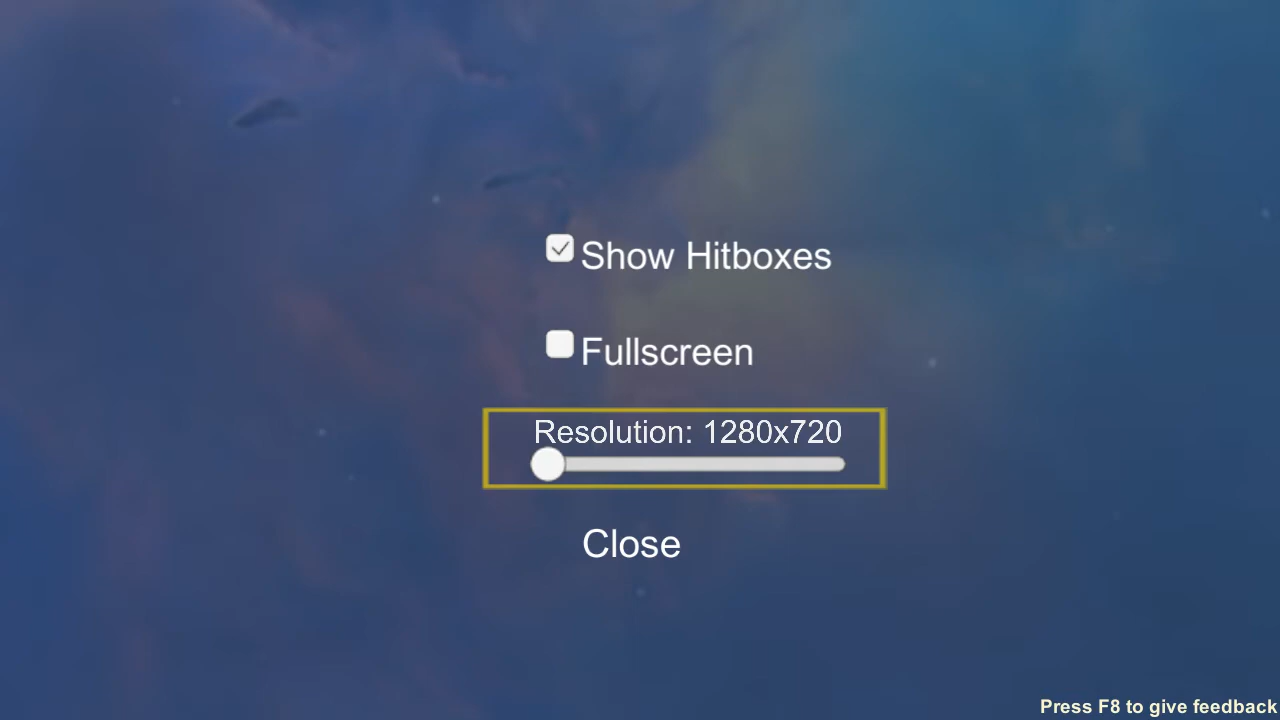 Show Hitboxes
Fullscreen
Resolution: 1280x720
Close
Press F8 to give feedback